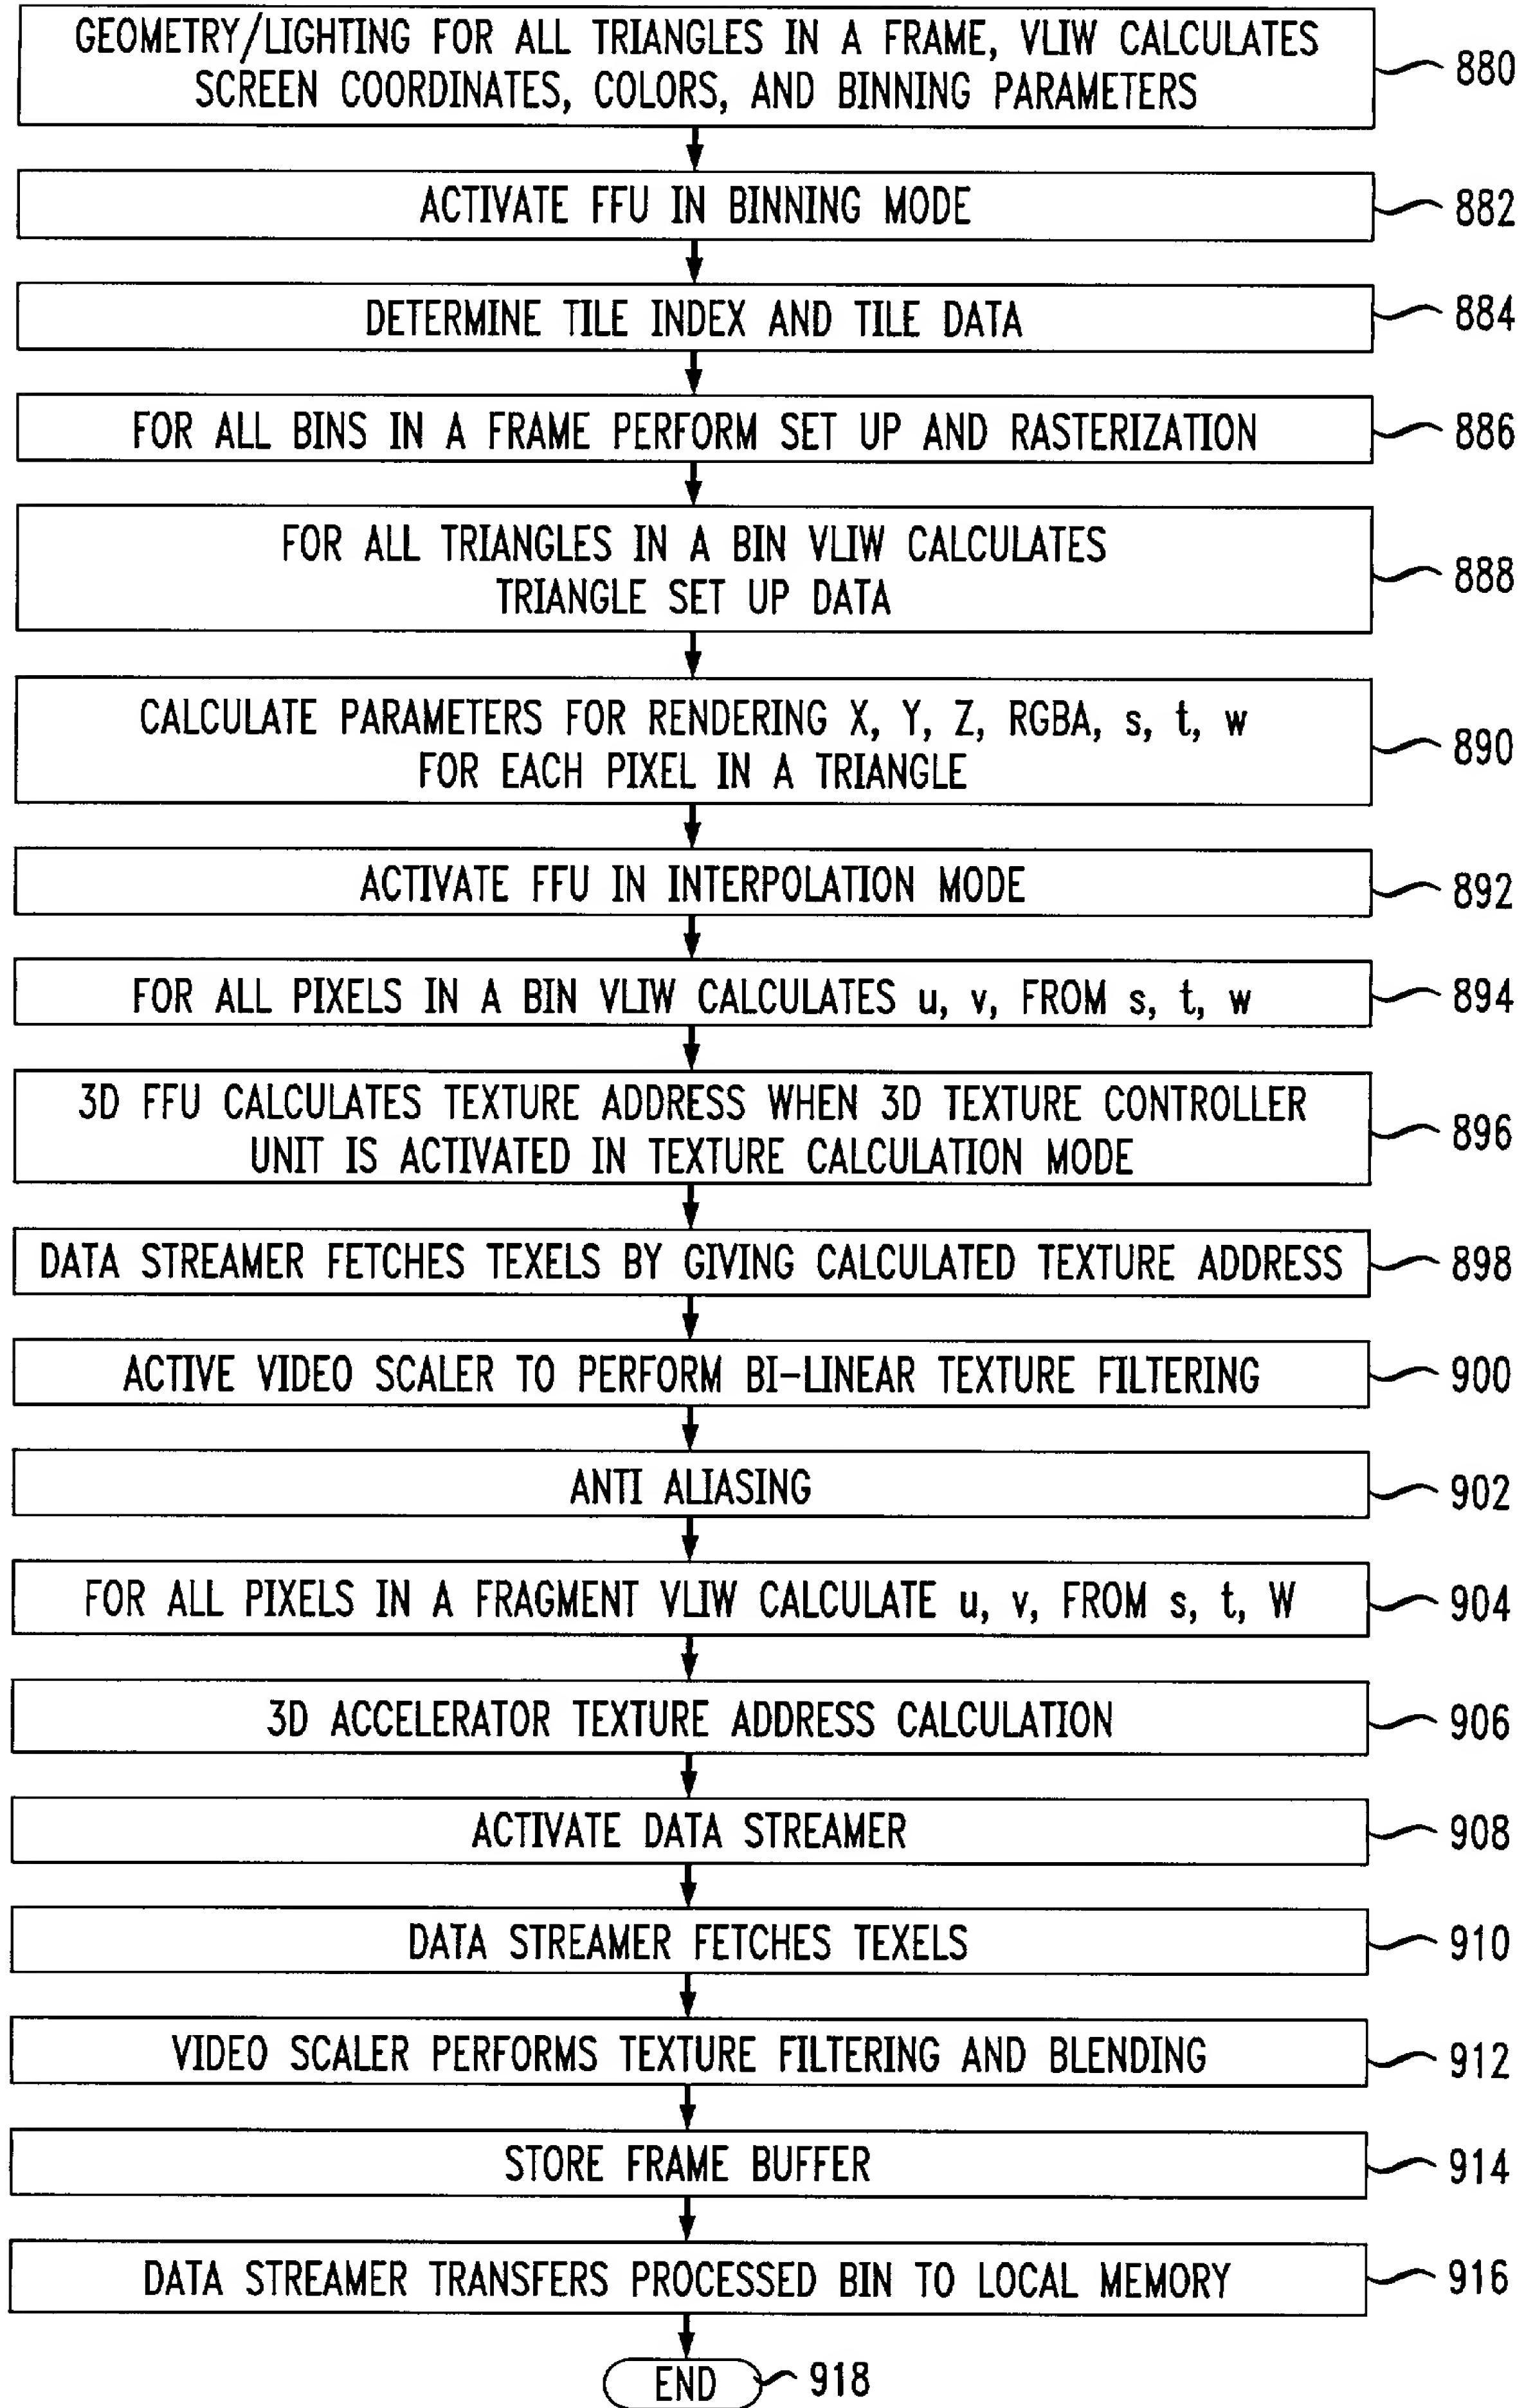 GEOMETRY/LIGHTING FOR ALL TRIANGLES IN A FRAME, VLIW CALCULATES
SCREEN COORDINATES, COLORS, AND BINNING PARAMETERS
880
ACTIVATE FFU IN BINNING MODE
882
DETERMINE TILE INDEX AND TILE DATA
884
FOR ALL BINS IN A FRAME PERFORM SET UP AND RASTERIZATION
886
FOR ALL TRIANGLES IN A BIN VLIW CALCULATES
TRIANGLE SET UP DATA
888
CALCULATE PARAMETERS FOR RENDERING X, Y, Z, RGBA, s, t, w
FOR EACH PIXEL IN A TRIANGLE
890
ACTIVATE FFU IN INTERPOLATION MODE
892
FOR ALL PIXELS IN A BIN VLIW CALCULATES u, v, FROM s, t, w
894
3D FFU CALCULATES TEXTURE ADDRESS WHEN 3D TEXTURE CONTROLLER
UNIT IS ACTIVATED IN TEXTURE CALCULATION MODE
896
DATA STREAMER FETCHES TEXELS BY GIVING CALCULATED TEXTURE ADDRESS
898
ACTIVE VIDEO SCALER TO PERFORM BI-LINEAR TEXTURE FILTERING
900
ANTI ALIASING
902
FOR ALL PIXELS IN A FRAGMENT VLIW CALCULATE u, v, FROM s, t, W
904
3D ACCELERATOR TEXTURE ADDRESS CALCULATION
906
ACTIVATE DATA STREAMER
908
DATA STREAMER FETCHES TEXELS
910
VIDEO SCALER PERFORMS TEXTURE FILTERING AND BLENDING
912
STORE FRAME BUFFER
914
DATA STREAMER TRANSFERS PROCESSED BIN TO LOCAL MEMORY
916
END
918